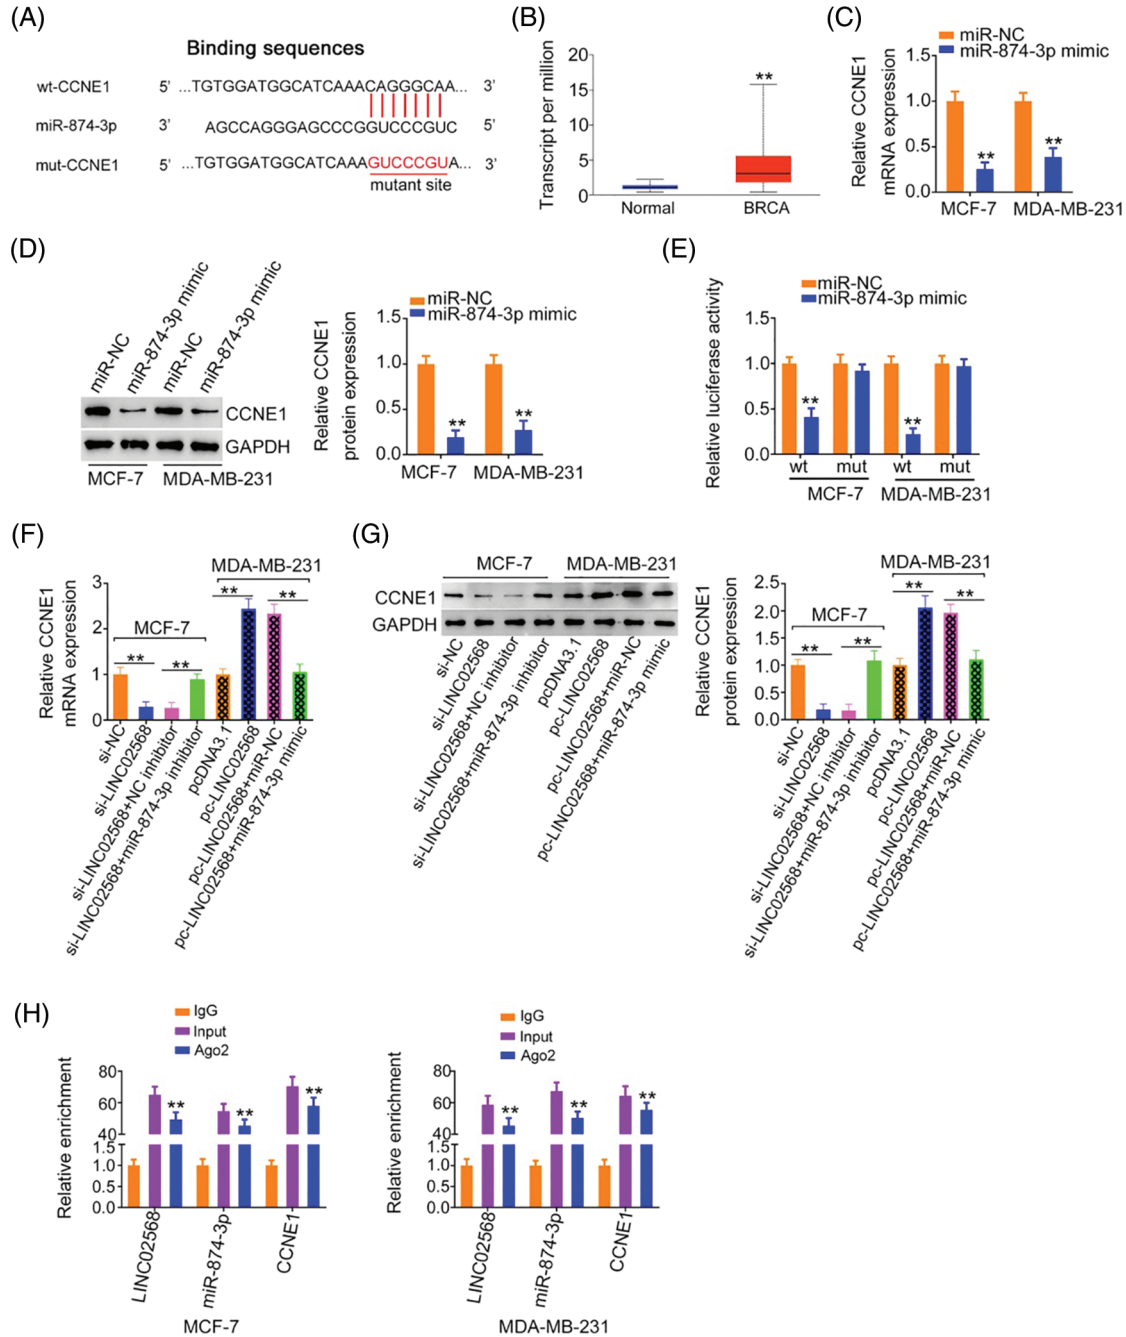 (A)
Binding sequences
wt-CCNE1 5' ...TGTGGATGGCATCAAACAGGGCAA... 3'
miR-874-3p 3' AGCCAGGGAGCCCGGUCCCGUC 5'
mut-CCNE1 5' ...TGTGGATGGCATCAAAGUCCCGUA... 3'
mutant site
(B)
Transcript per million
20
15
10
5
0
**
Normal BRCA
(C)
miR-NC
miR-874-3p mimic
Relative CCNE1
mRNA expression
1.5
1.0
0.5
0.0
** **
MCF-7 MDA-MB-231
(D)
miR-NC
miR-874-3p mimic
miR-NC
miR-874-3p mimic
CCNE1
GAPDH
MCF-7 MDA-MB-231
miR-NC
miR-874-3p mimic
Relative CCNE1
protein expression
1.5
1.0
0.5
0.0
** **
MCF-7 MDA-MB-231
(E)
miR-NC
miR-874-3p mimic
Relative luciferase activity
1.5
1.0
0.5
0.0
** **
wt mut wt mut
MCF-7 MDA-MB-231
(F)
Relative CCNE1
mRNA expression
3
2
1
0
MDA-MB-231
** **
MCF-7
** **
si-NC
si-LINC02568
si-LINC02568+NC inhibitor
si-LINC02568+miR-874-3p inhibitor
pcDNA3.1
pc-LINC02568
pc-LINC02568+miR-NC
pc-LINC02568+miR-874-3p mimic
(G)
MCF-7 MDA-MB-231
CCNE1
GAPDH
si-NC
si-LINC02568
si-LINC02568+NC inhibitor
si-LINC02568+miR-874-3p inhibitor
pcDNA3.1
pc-LINC02568
pc-LINC02568+miR-NC
pc-LINC02568+miR-874-3p mimic
Relative CCNE1
protein expression
2.5
2.0
1.5
1.0
0.5
0.0
MDA-MB-231
** **
MCF-7
** **
si-NC
si-LINC02568
si-LINC02568+NC inhibitor
si-LINC02568+miR-874-3p inhibitor
pcDNA3.1
pc-LINC02568
pc-LINC02568+miR-NC
pc-LINC02568+miR-874-3p mimic
(H)
IgG
Input
Ago2
Relative enrichment
80
60
40
1.5
1.0
0.5
0.0
** ** **
LINC02568
miR-874-3p
CCNE1
MCF-7
IgG
Input
Ago2
Relative enrichment
80
60
40
1.5
1.0
0.5
0.0
** ** **
LINC02568
miR-874-3p
CCNE1
MDA-MB-231